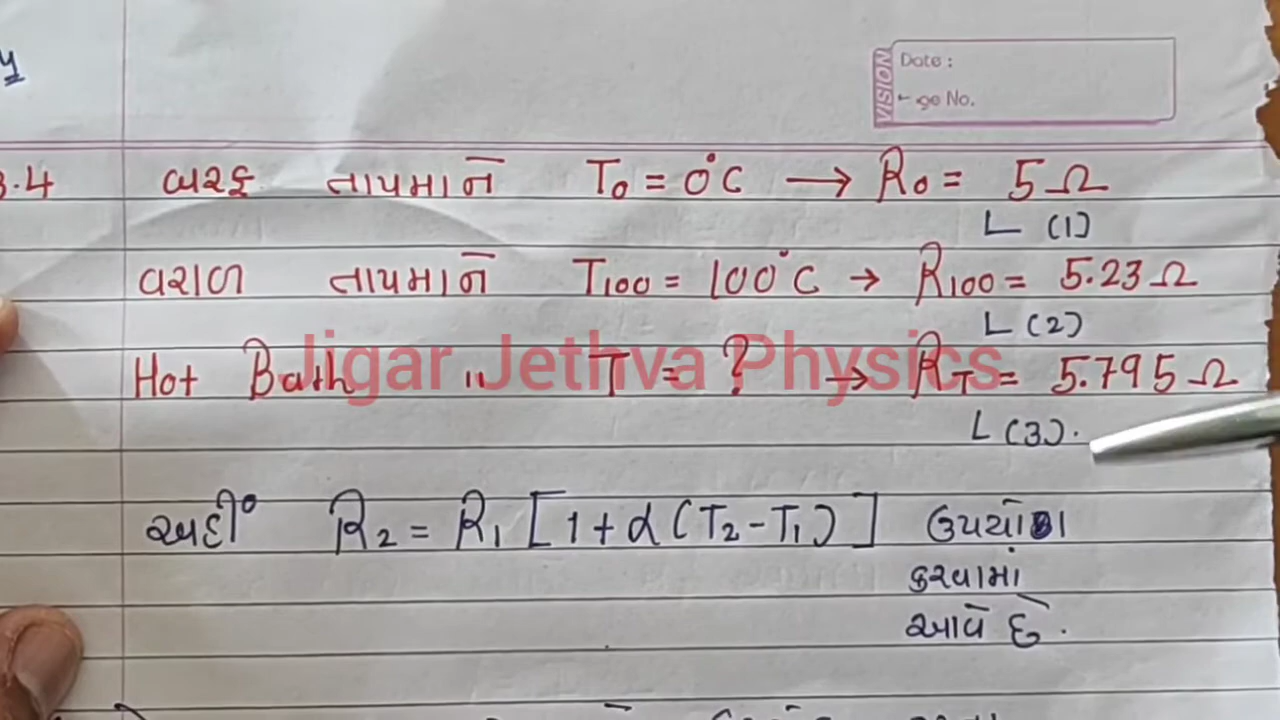 Date :
VISION
ge No.
3.4 બરફ તાપમાને T₀ = 0°C → R₀ = 5 Ω
(1)
વરાળ તાપમાને T₁₀₀ = 100°C → R₁₀₀ = 5.23 Ω
(2)
Hot Bath " T = ? → R_T = 5.795 Ω
(3).
Jigar Jethva Physics
અહીં R₂ = R₁ [1 + α (T₂ - T₁)] ઉપયોગ
કરવામાં
આવે છે.